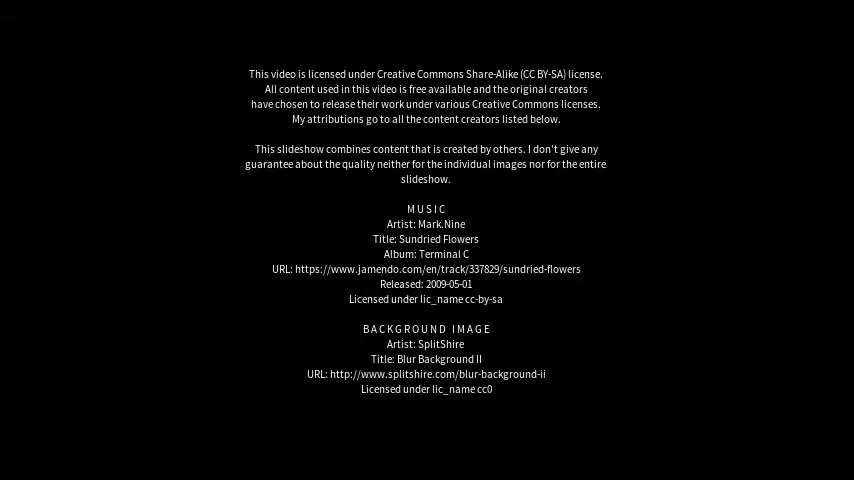 This video is licensed under Creative Commons Share-Alike (CC BY-SA) license.
All content used in this video is free available and the original creators
have chosen to release their work under various Creative Commons licenses.
My attributions go to all the content creators listed below.
This slideshow combines content that is created by others. I don't give any
guarantee about the quality neither for the individual images nor for the entire
slideshow.
MUSIC
Artist: Mark.Nine
Title: Sundried Flowers
Album: Terminal C
URL: https://www.jamendo.com/en/track/337829/sundried-flowers
Released: 2009-05-01
Licensed under lic_name cc-by-sa
BACKGROUND IMAGE
Artist: SplitShire
Title: Blur Background II
URL: http://www.splitshire.com/blur-background-ii
Licensed under lic_name cc0